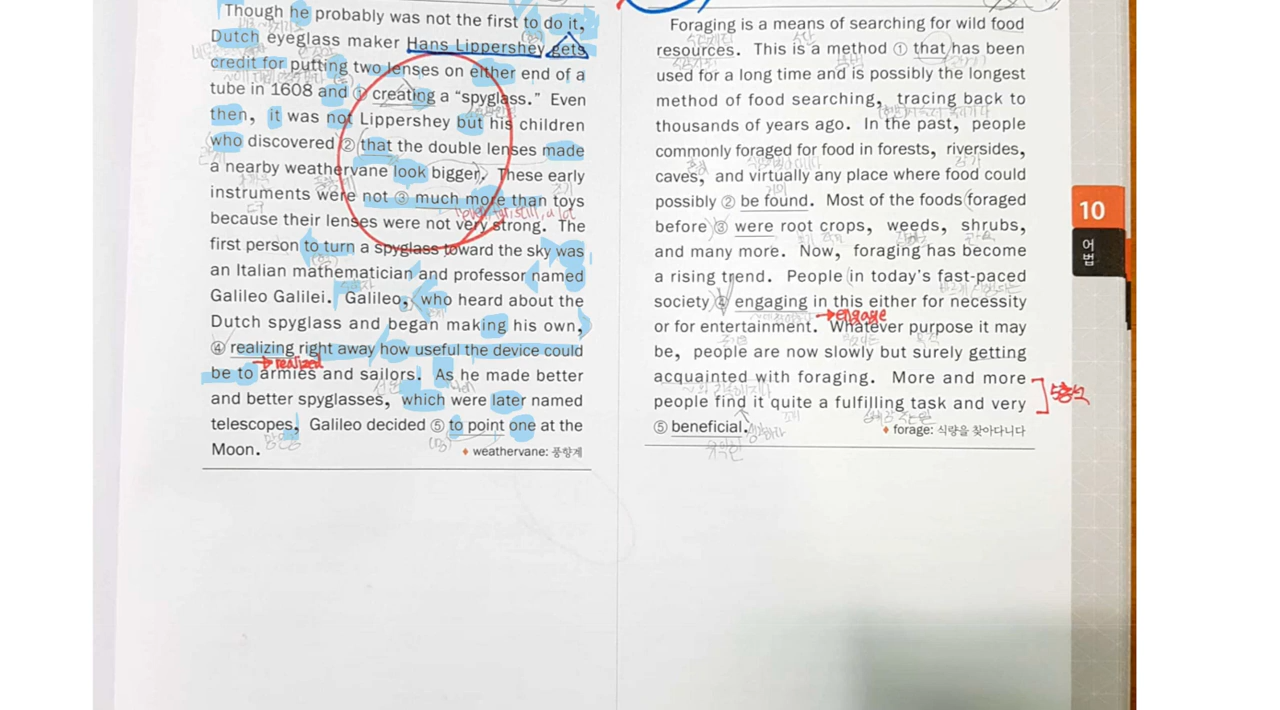 Though he probably was not the first to do it,
Dutch eyeglass maker Hans Lippershey gets
credit for putting two lenses on either end of a
tube in 1608 and ① creating a “spyglass.” Even
then, it was not Lippershey but his children
who discovered ② that the double lenses made
a nearby weathervane look bigger. These early
instruments were not ③ much more than toys
because their lenses were not very strong. The
first person to turn a spyglass toward the sky was
an Italian mathematician and professor named
Galileo Galilei. Galileo, who heard about the
Dutch spyglass and began making his own,
④ realizing right away how useful the device could
→ realized
be to armies and sailors. As he made better
and better spyglasses, which were later named
telescopes, Galileo decided ⑤ to point one at the
Moon.
♦ weathervane: 풍향계
Foraging is a means of searching for wild food
resources. This is a method ① that has been
used for a long time and is possibly the longest
method of food searching, tracing back to
thousands of years ago. In the past, people
commonly foraged for food in forests, riversides,
caves, and virtually any place where food could
possibly ② be found. Most of the foods (foraged
before) ③ were root crops, weeds, shrubs,
and many more. Now, foraging has become
a rising trend. People (in today’s fast-paced
society) ④ engaging in this either for necessity
→ engage
or for entertainment. Whatever purpose it may
be, people are now slowly but surely getting
acquainted with foraging. More and more
people find it quite a fulfilling task and very
⑤ beneficial.
♦ forage: 식량을 찾아다니다
10
어법